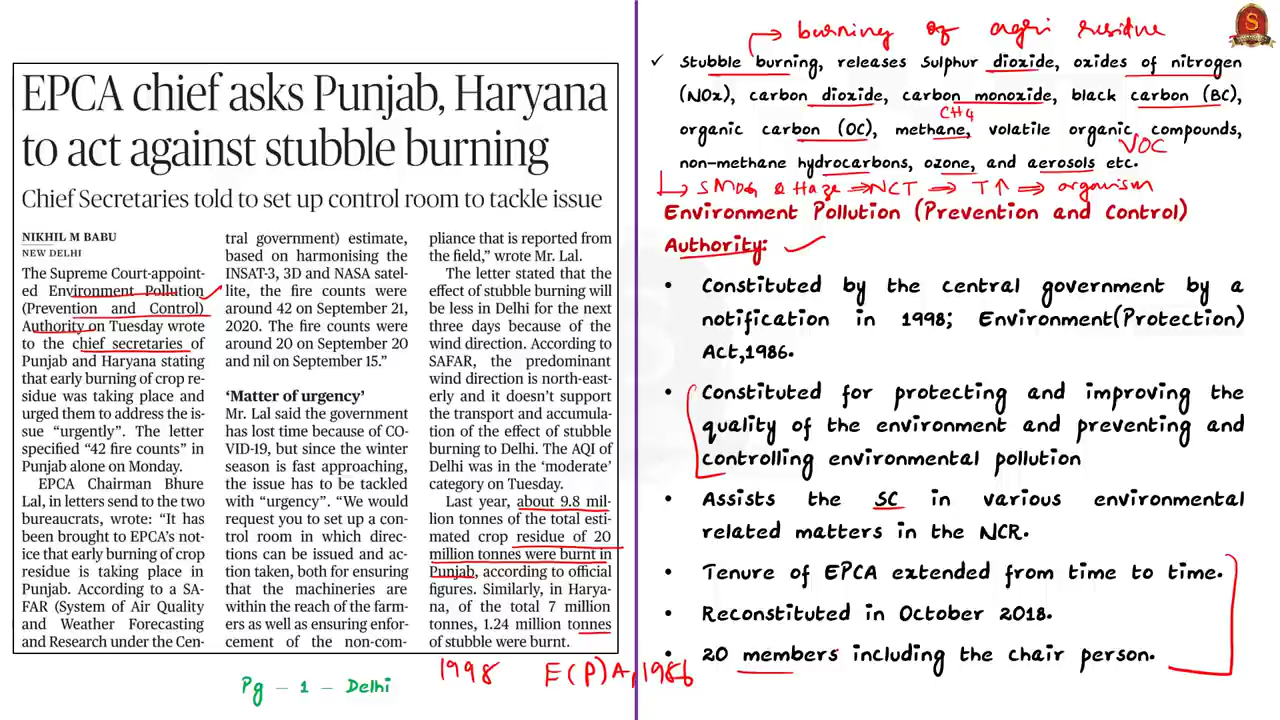 EPCA chief asks Punjab, Haryana
to act against stubble burning
Chief Secretaries told to set up control room to tackle issue
NIKHIL M BABU
NEW DELHI
The Supreme Court-appoint-
ed Environment Pollution
(Prevention and Control)
Authority on Tuesday wrote
to the chief secretaries of
Punjab and Haryana stating
that early burning of crop re-
sidue was taking place and
urged them to address the is-
sue “urgently”. The letter
specified “42 fire counts” in
Punjab alone on Monday.
EPCA Chairman Bhure
Lal, in letters send to the two
bureaucrats, wrote: “It has
been brought to EPCA’s not-
ice that early burning of crop
residue is taking place in
Punjab. According to a SA-
FAR (System of Air Quality
and Weather Forecasting
and Research under the Cen-
tral government) estimate,
based on harmonising the
INSAT-3, 3D and NASA satel-
lite, the fire counts were
around 42 on September 21,
2020. The fire counts were
around 20 on September 20
and nil on September 15.”
‘Matter of urgency’
Mr. Lal said the government
has lost time because of CO-
VID-19, but since the winter
season is fast approaching,
the issue has to be tackled
with “urgency”. “We would
request you to set up a con-
trol room in which direc-
tions can be issued and ac-
tion taken, both for ensuring
that the machineries are
within the reach of the farm-
ers as well as ensuring enfor-
cement of the non-com-
pliance that is reported from
the field,” wrote Mr. Lal.
The letter stated that the
effect of stubble burning will
be less in Delhi for the next
three days because of the
wind direction. According to
SAFAR, the predominant
wind direction is north-east-
erly and it doesn’t support
the transport and accumula-
tion of the effect of stubble
burning to Delhi. The AQI of
Delhi was in the ‘moderate’
category on Tuesday.
Last year, about 9.8 mil-
lion tonnes of the total esti-
mated crop residue of 20
million tonnes were burnt in
Punjab, according to official
figures. Similarly, in Harya-
na, of the total 7 million
tonnes, 1.24 million tonnes
of stubble were burnt.
1998 E(P)A, 1986
Pg - 1 - Delhi
→ burning of agri residue
✓ Stubble burning, releases Sulphur dioxide, oxides of nitrogen
(NOx), carbon dioxide, carbon monoxide, black carbon (BC),
CH4
organic carbon (OC), methane, volatile organic compounds,
VOC
non-methane hydrocarbons, ozone, and aerosols etc.
↳ SMOG & Haze ⇒ NCT ⇒ T↑ ⇒ organism
Environment Pollution (Prevention and Control)
Authority:
• Constituted by the central government by a
notification in 1998; Environment(Protection)
Act,1986.
• Constituted for protecting and improving the
quality of the environment and preventing and
controlling environmental pollution
• Assists the SC in various environmental
related matters in the NCR.
• Tenure of EPCA extended from time to time.
• Reconstituted in October 2018.
• 20 members including the chair person.
S